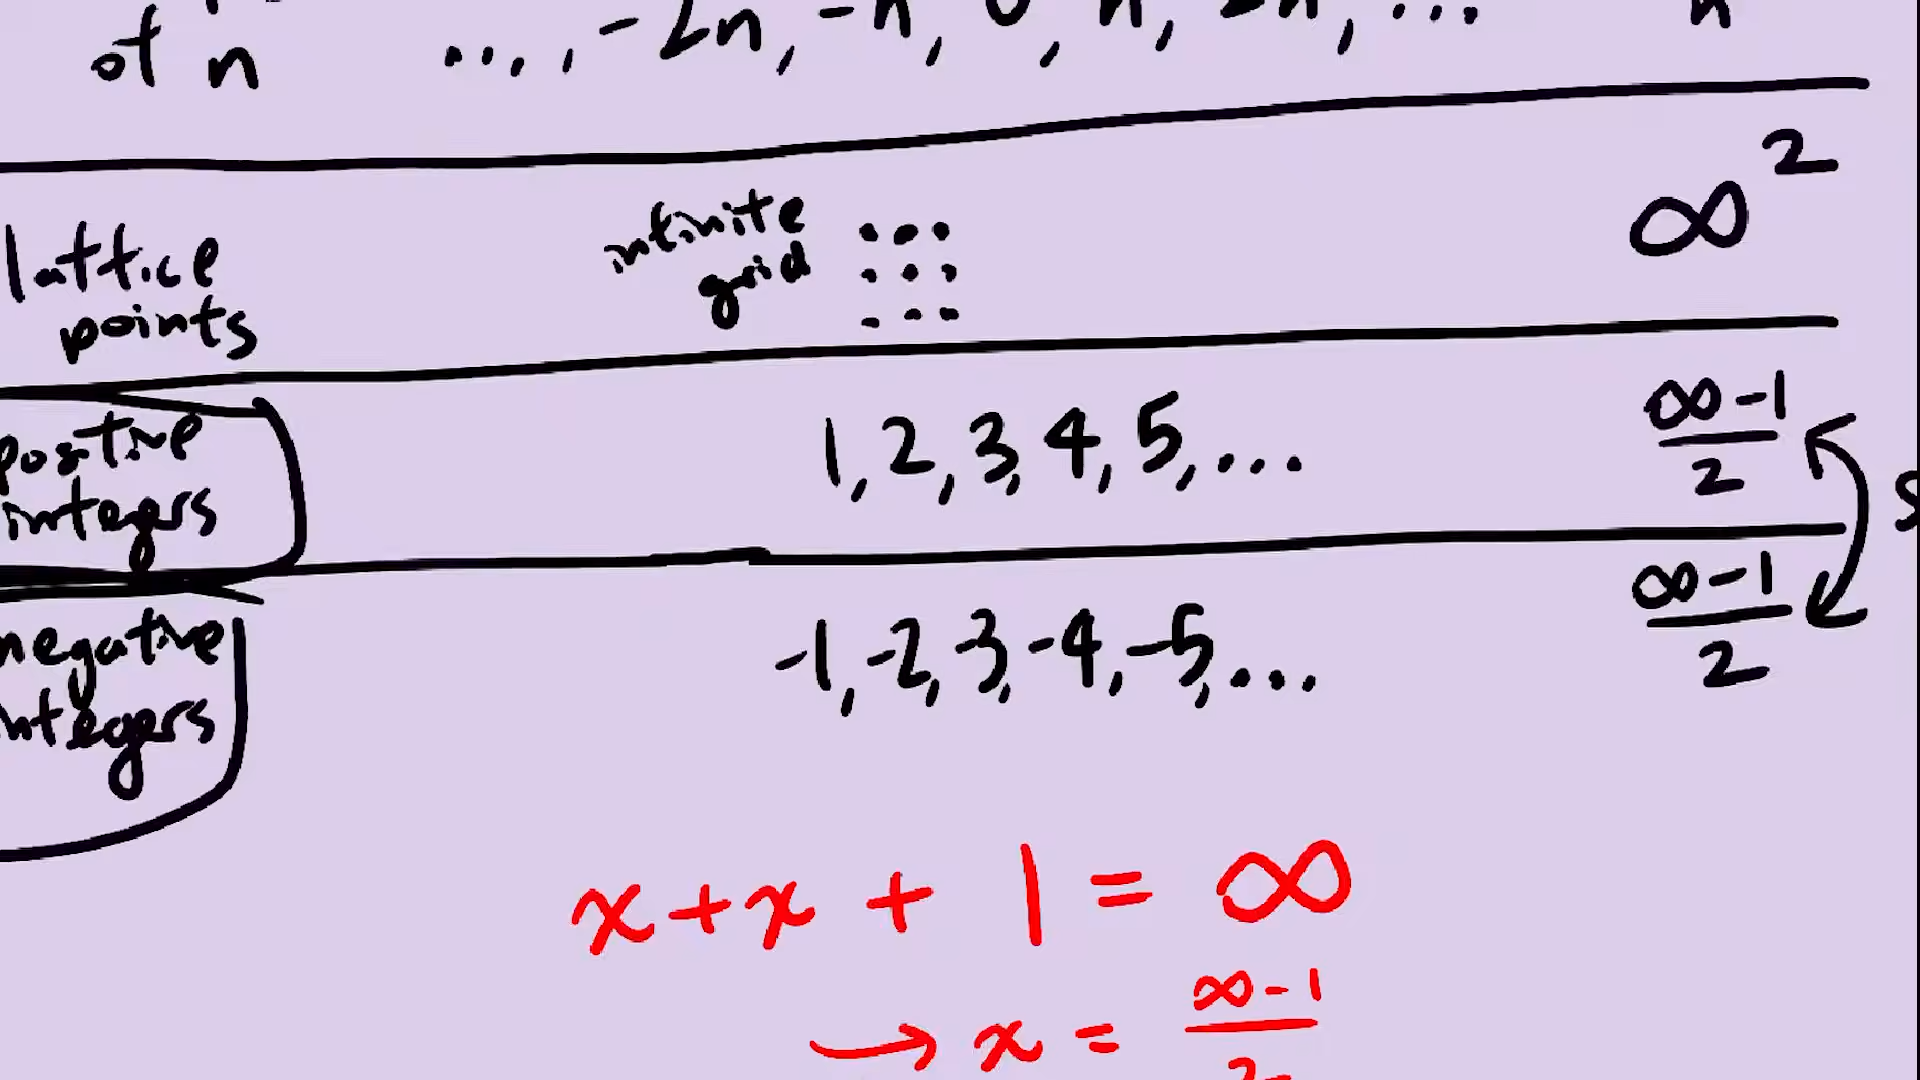 of n ..., -2n, -n, 0, n, 2n, ... n
lattice points infinite grid ∞²
positive integers 1, 2, 3, 4, 5, ... (∞-1)/2
negative integers -1, -2, -3, -4, -5, ... (∞-1)/2
x+x + 1 = ∞
→ x = (∞-1)/2